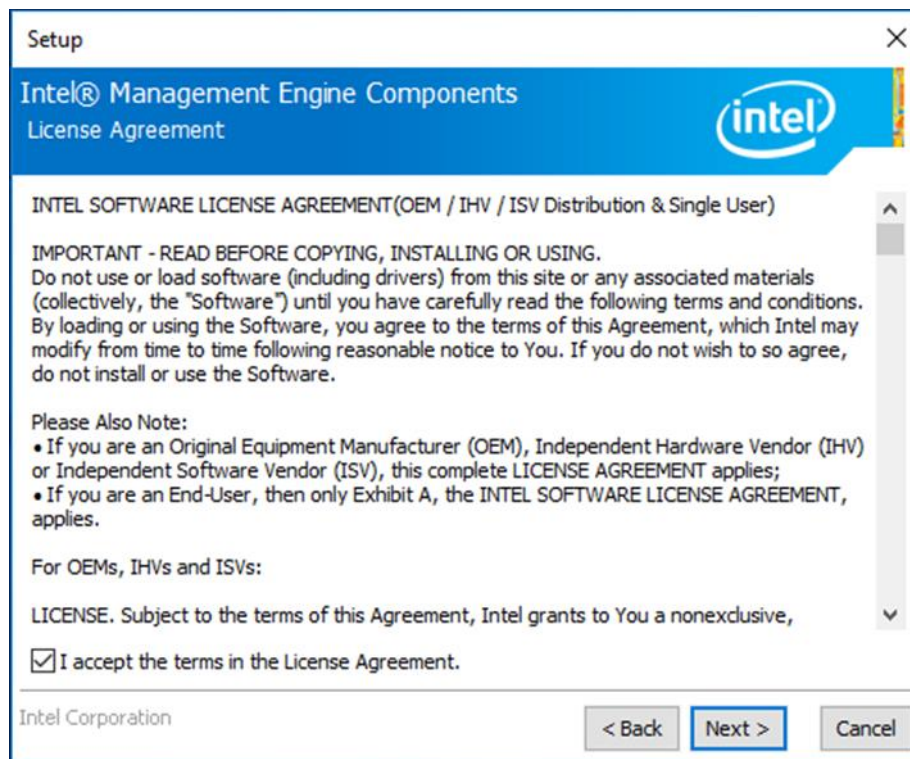 Setup
Intel® Management Engine Components
License Agreement
intel
INTEL SOFTWARE LICENSE AGREEMENT(OEM / IHV / ISV Distribution & Single User)
IMPORTANT - READ BEFORE COPYING, INSTALLING OR USING.
Do not use or load software (including drivers) from this site or any associated materials
(collectively, the "Software") until you have carefully read the following terms and conditions.
By loading or using the Software, you agree to the terms of this Agreement, which Intel may
modify from time to time following reasonable notice to You. If you do not wish to so agree,
do not install or use the Software.
Please Also Note:
• If you are an Original Equipment Manufacturer (OEM), Independent Hardware Vendor (IHV)
or Independent Software Vendor (ISV), this complete LICENSE AGREEMENT applies;
• If you are an End-User, then only Exhibit A, the INTEL SOFTWARE LICENSE AGREEMENT,
applies.
For OEMs, IHVs and ISVs:
LICENSE. Subject to the terms of this Agreement, Intel grants to You a nonexclusive,
I accept the terms in the License Agreement.
Intel Corporation
< Back Next > Cancel